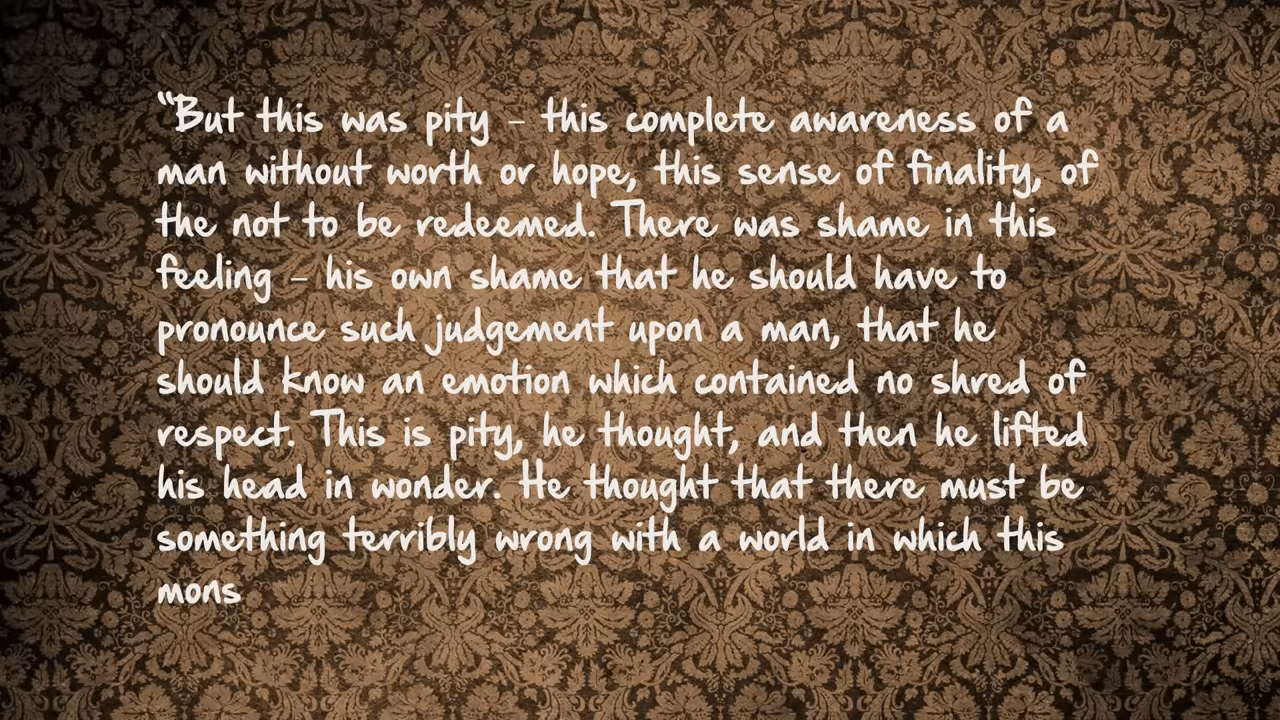 “But this was pity – this complete awareness of a
man without worth or hope, this sense of finality, of
the not to be redeemed. There was shame in this
feeling – his own shame that he should have to
pronounce such judgement upon a man, that he
should know an emotion which contained no shred of
respect. This is pity, he thought, and then he lifted
his head in wonder. He thought that there must be
something terribly wrong with a world in which this
mons